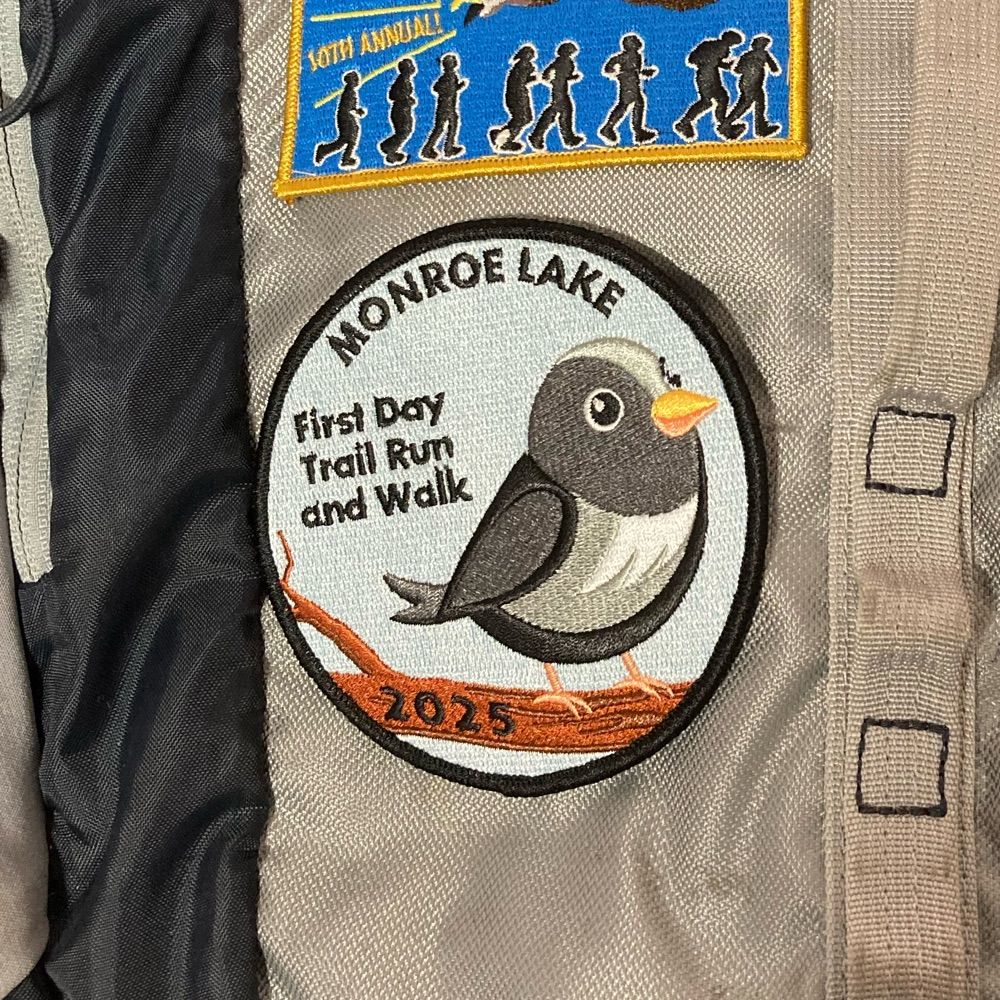 10TH ANNUAL!
MONROE LAKE
First Day
Trail Run
and Walk
2025